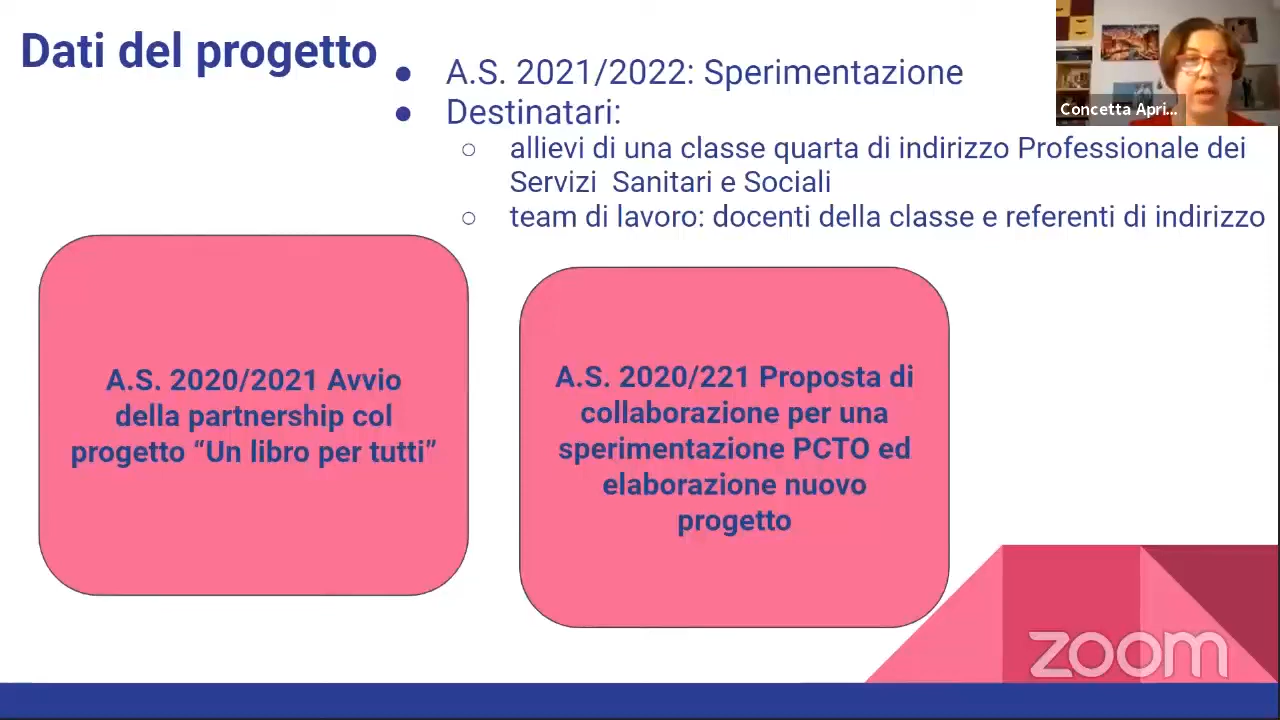 Dati del progetto
A.S. 2021/2022: Sperimentazione
Destinatari:
allievi di una classe quarta di indirizzo Professionale dei
Servizi Sanitari e Sociali
team di lavoro: docenti della classe e referenti di indirizzo
Concetta Apri...
A.S. 2020/2021 Avvio
della partnership col
progetto “Un libro per tutti”
A.S. 2020/221 Proposta di
collaborazione per una
sperimentazione PCTO ed
elaborazione nuovo
progetto
zoom